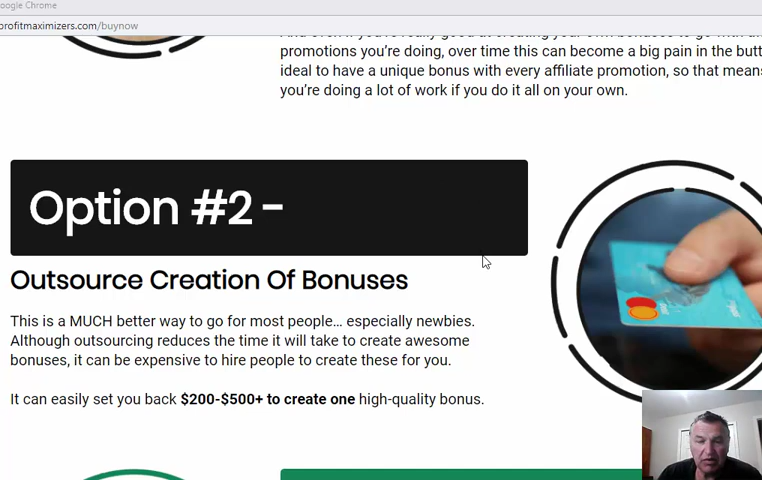 oogle Chrome
profitmaximizers.com/buynow
promotions you're doing, over time this can become a big pain in the butt
ideal to have a unique bonus with every affiliate promotion, so that means
you're doing a lot of work if you do it all on your own.
Option #2 -
Outsource Creation Of Bonuses
This is a MUCH better way to go for most people... especially newbies.
Although outsourcing reduces the time it will take to create awesome
bonuses, it can be expensive to hire people to create these for you.
It can easily set you back $200-$500+ to create one high-quality bonus.